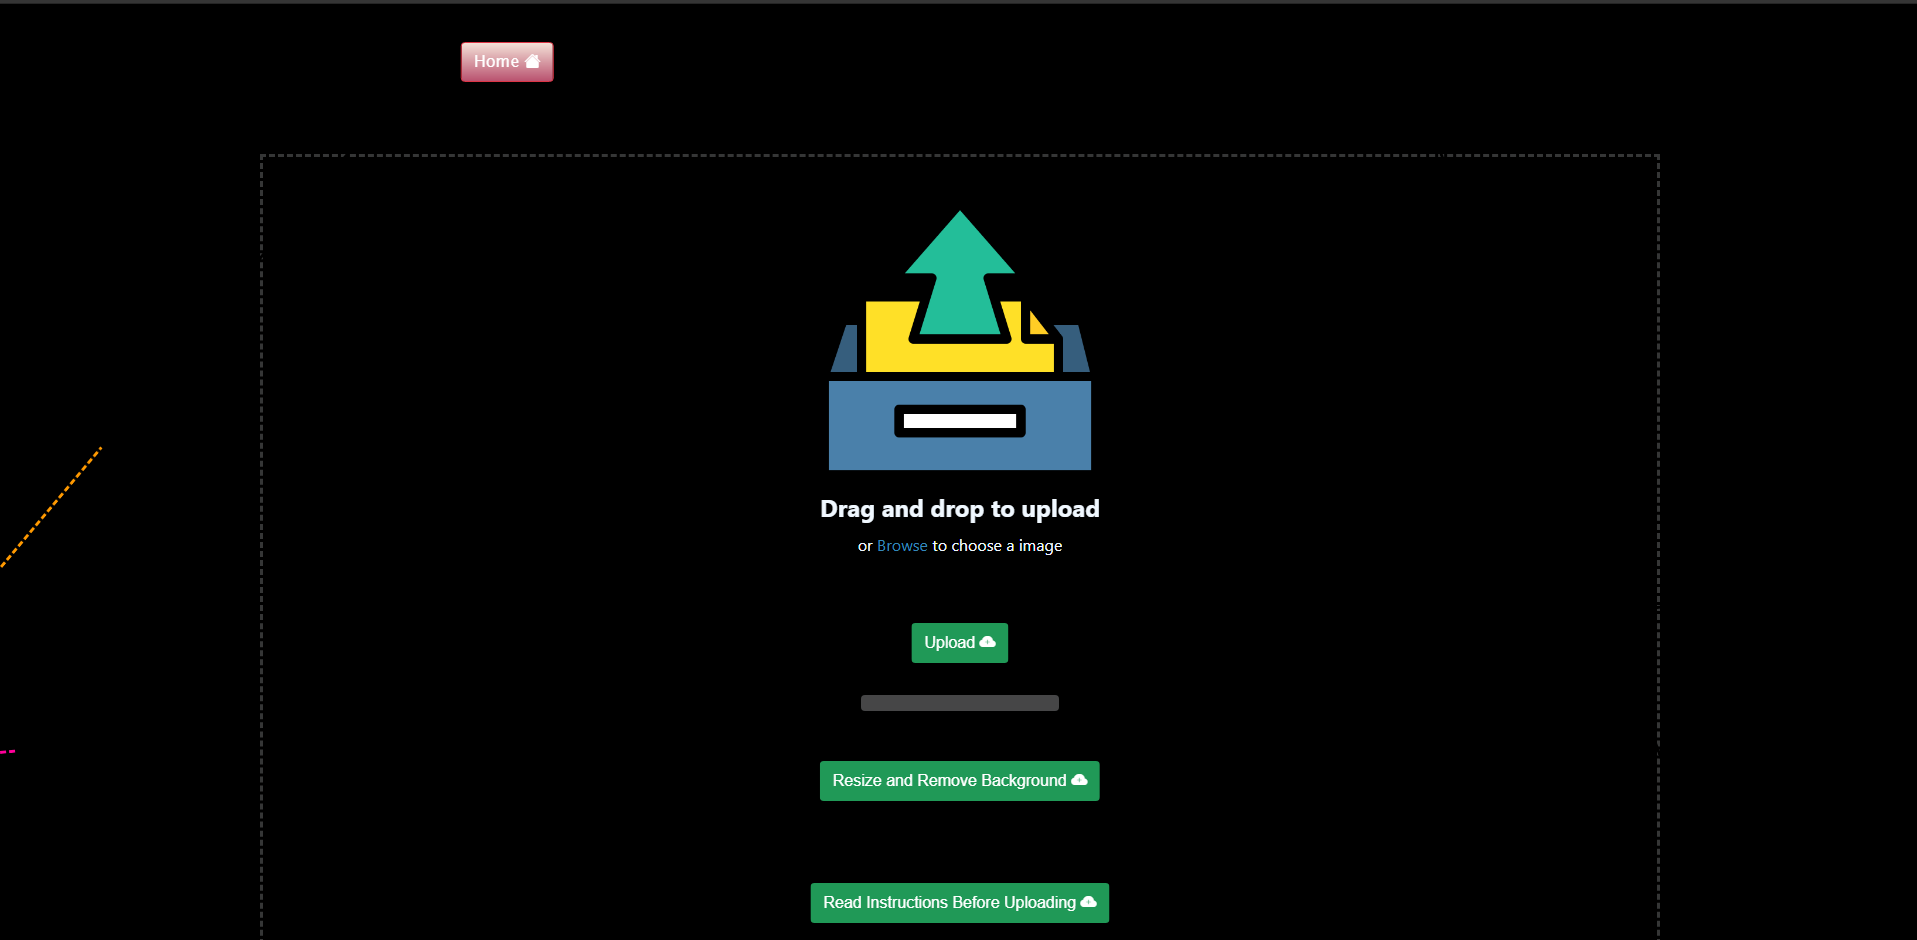 Home
Drag and drop to upload
or Browse to choose a image
Upload
Resize and Remove Background
Read Instructions Before Uploading